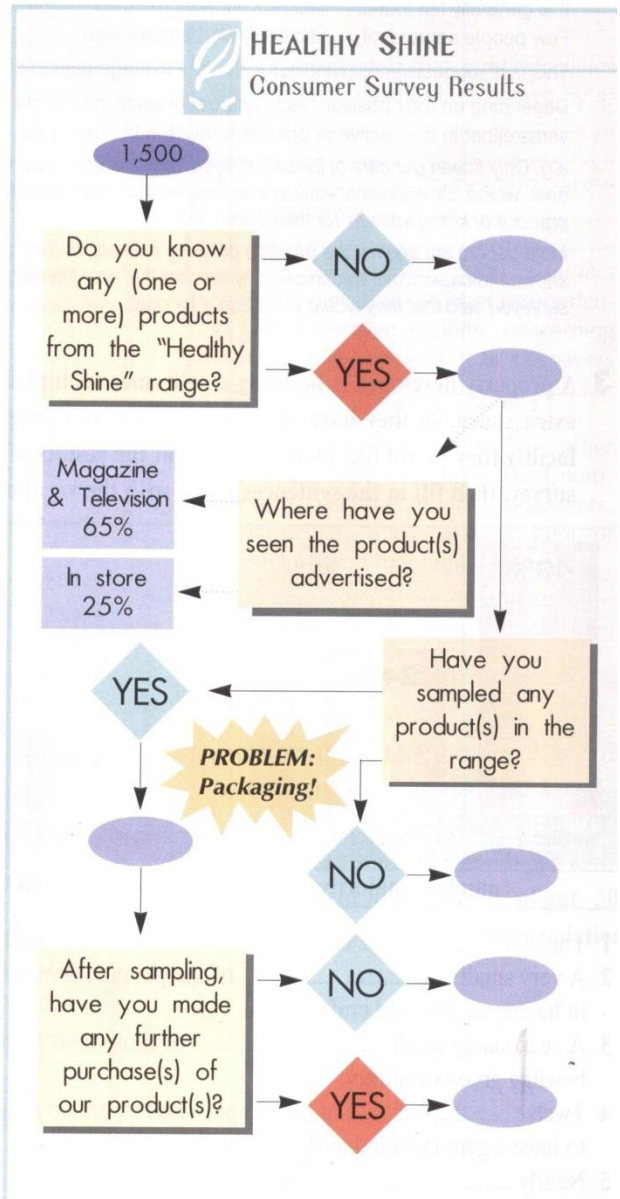 HEALTHY SHINE
Consumer Survey Results
1,500
Do you know
any (one or
more) products
from the "Healthy
Shine" range?
NO
YES
Magazine
& Television
65%
In store
25%
Where have you
seen the product(s)
advertised?
Have you
sampled any
product(s) in the
range?
YES
PROBLEM:
Packaging!
NO
After sampling,
have you made
any further
purchase(s) of
our product(s)?
NO
YES